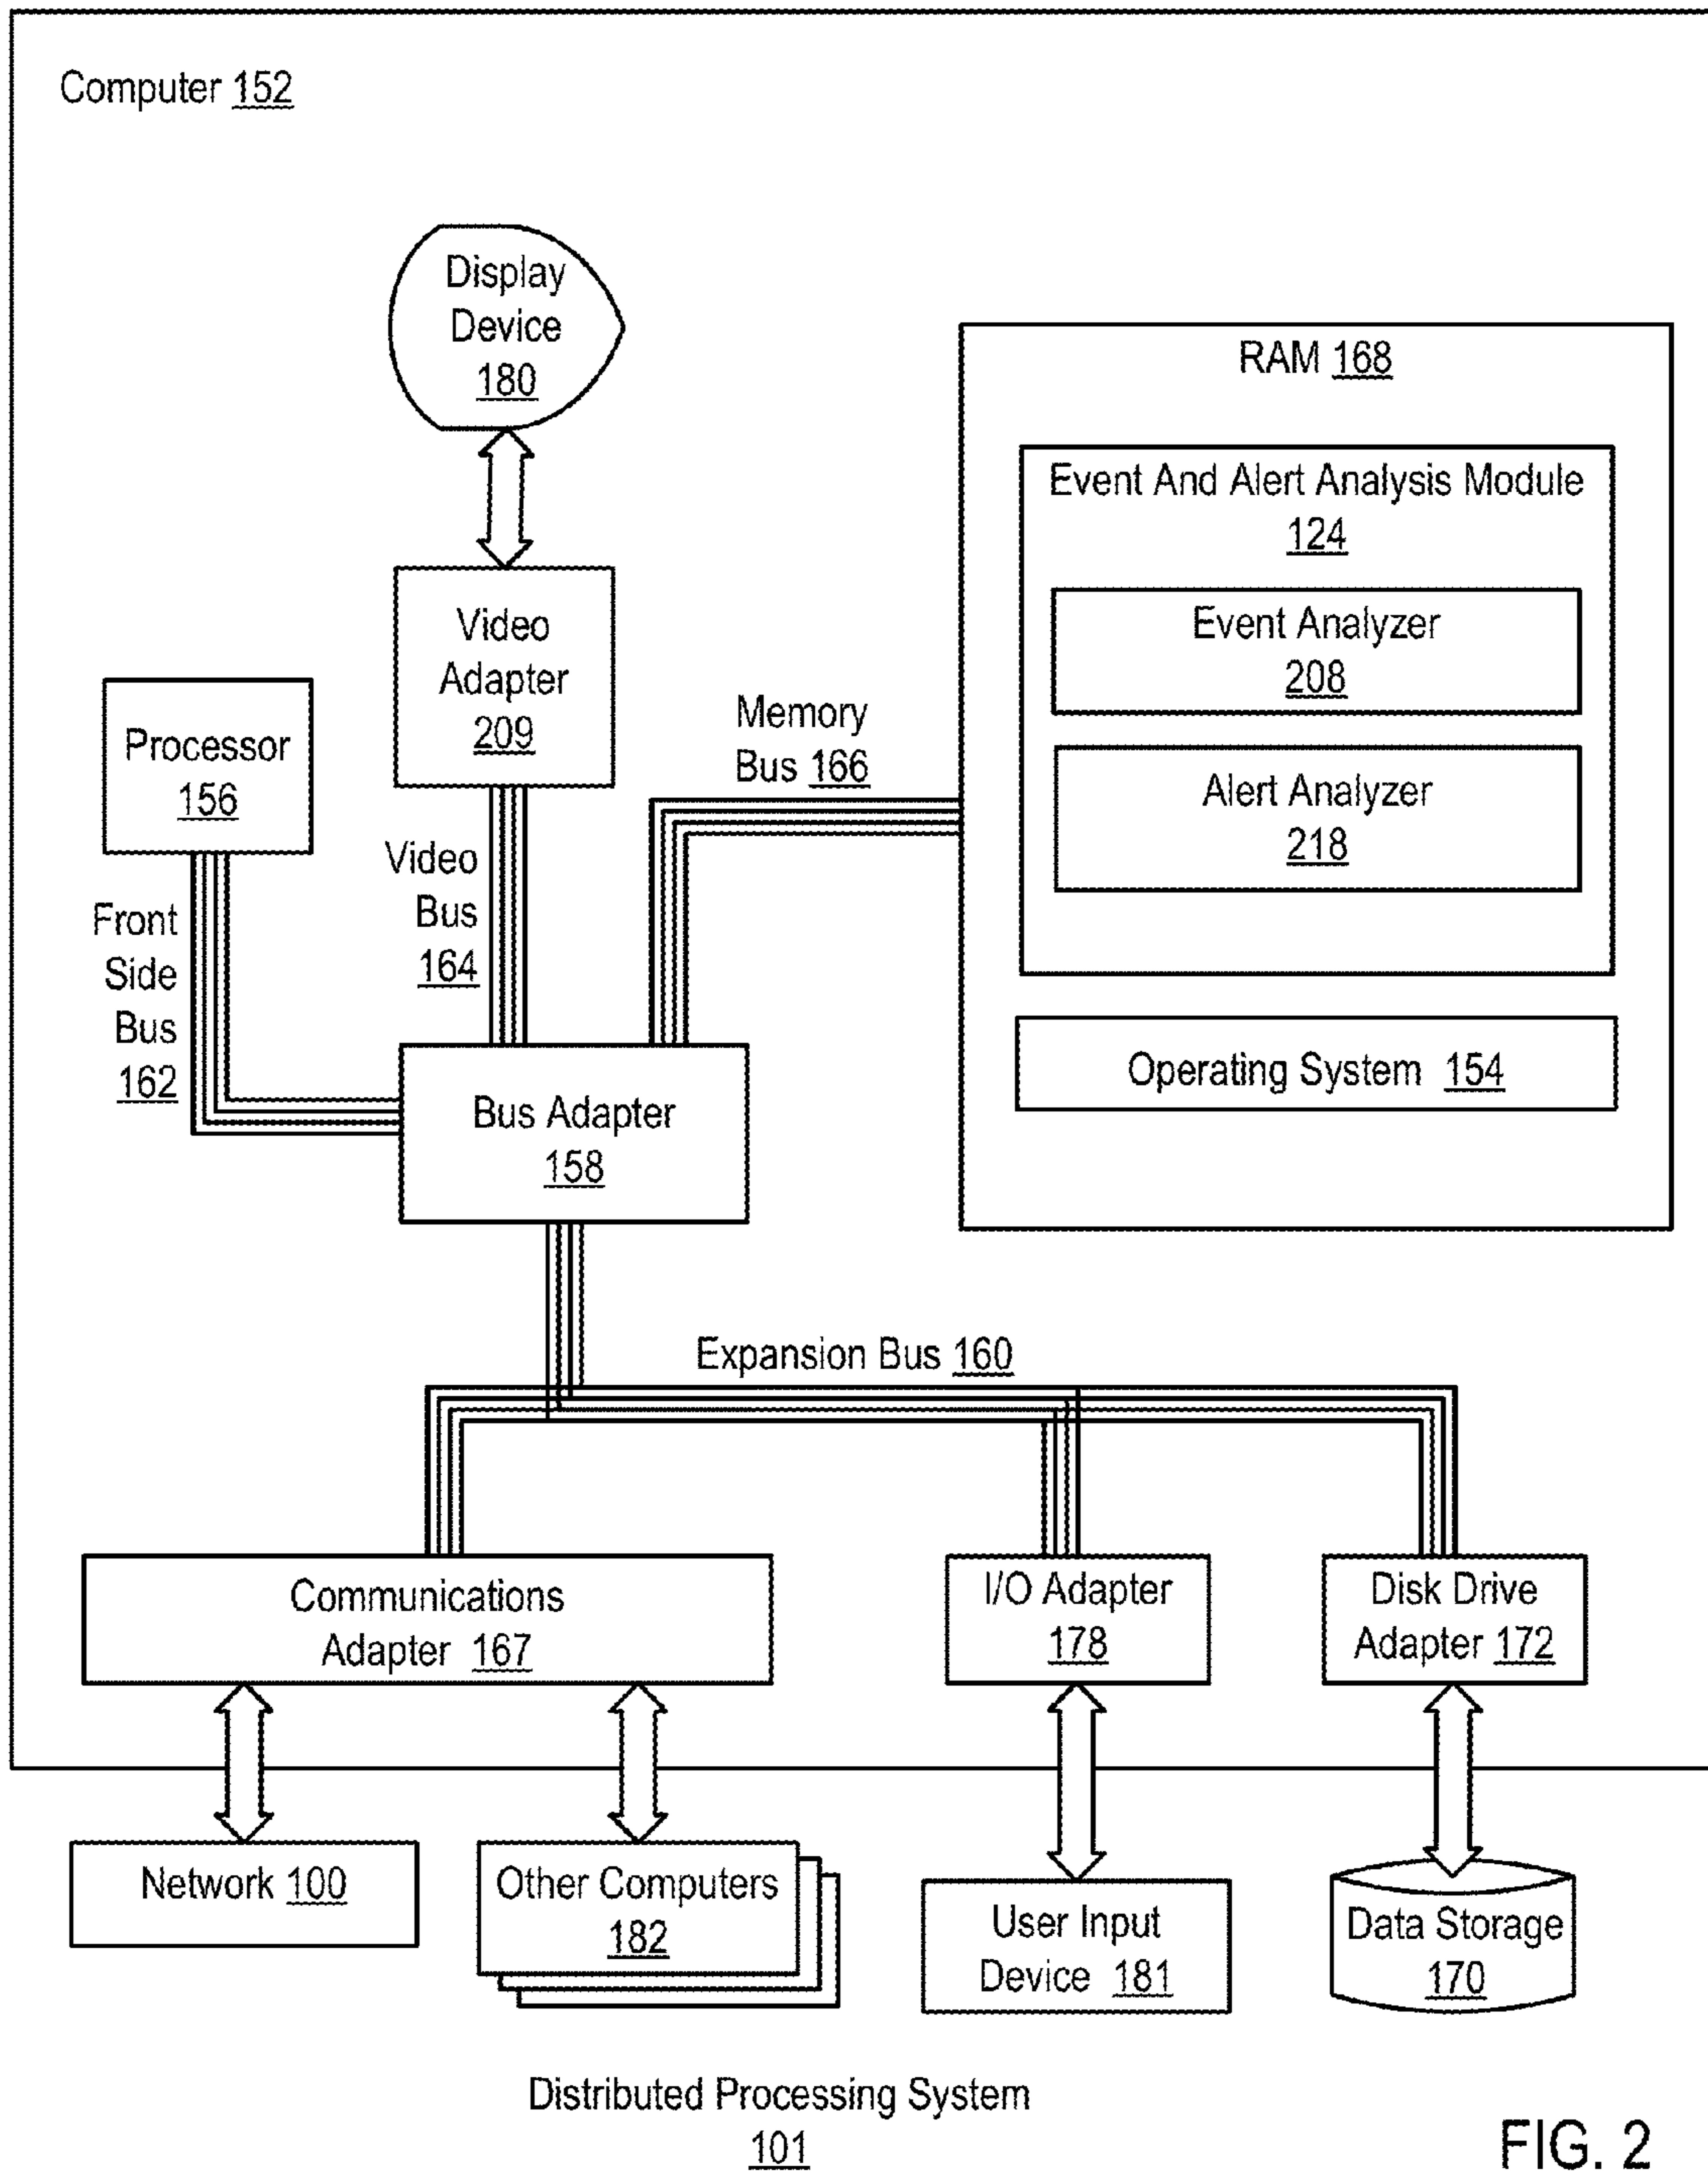 Computer 152
Display
Device
180
RAM 168
Event And Alert Analysis Module
124
Event Analyzer
208
Alert Analyzer
218
Operating System 154
Video
Adapter
209
Processor
156
Memory
Bus 166
Video
Bus
164
Front
Side
Bus
162
Bus Adapter
158
Expansion Bus 160
Communications
Adapter 167
I/O Adapter
178
Disk Drive
Adapter 172
Network 100
Other Computers
182
User Input
Device 181
Data Storage
170
Distributed Processing System
101
FIG. 2